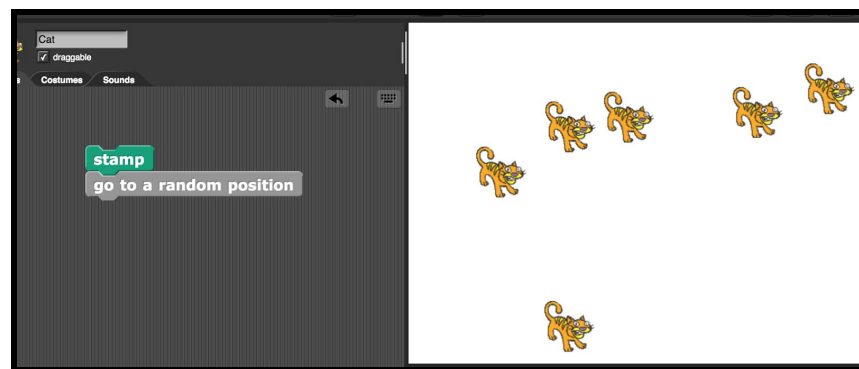 Cat
draggable
s Costumes Sounds
stamp
go to a random position